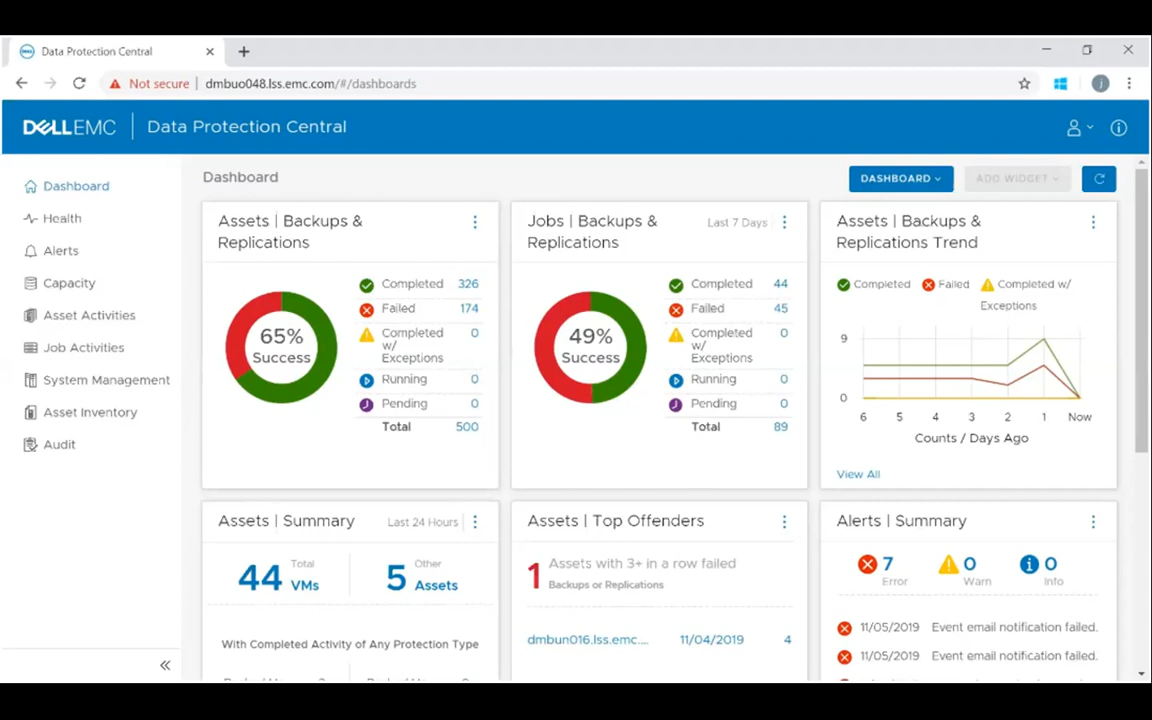 Data Protection Central
Not secure
dmbuo048.lss.emc.com/#/dashboards
DELLEMC
Data Protection Central
Dashboard
Health
Alerts
Capacity
Asset Activities
Job Activities
System Management
Asset Inventory
Audit
Dashboard
DASHBOARD
ADD WIDGET
Assets | Backups &
Replications
65%
Success
Completed 326
Failed 174
Completed 0
w/
Exceptions
Running 0
Pending 0
Total 500
Jobs | Backups & Last 7 Days
Replications
49%
Success
Completed 44
Failed 45
Completed 0
w/
Exceptions
Running 0
Pending 0
Total 89
Assets | Backups &
Replications Trend
Completed Failed Completed w/
Exceptions
9
0
6 5 4 3 2 1 Now
Counts / Days Ago
View All
Assets | Summary Last 24 Hours
44 Total VMs
5 Other Assets
With Completed Activity of Any Protection Type
Assets | Top Offenders
1 Assets with 3+ in a row failed
Backups or Replications
dmbun016.lss.emc.... 11/04/2019 4
Alerts | Summary
7 Error
0 Warn
0 Info
11/05/2019 Event email notification failed.
11/05/2019 Event email notification failed.